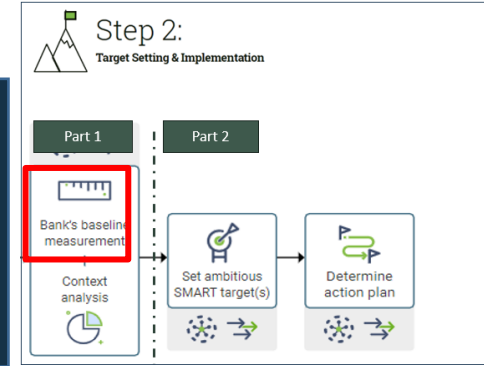 Step 2:
Target Setting & Implementation
Part 1
Part 2
Bank's baseline
measurement
Context
analysis
Set ambitious
SMART target(s)
Determine
action plan